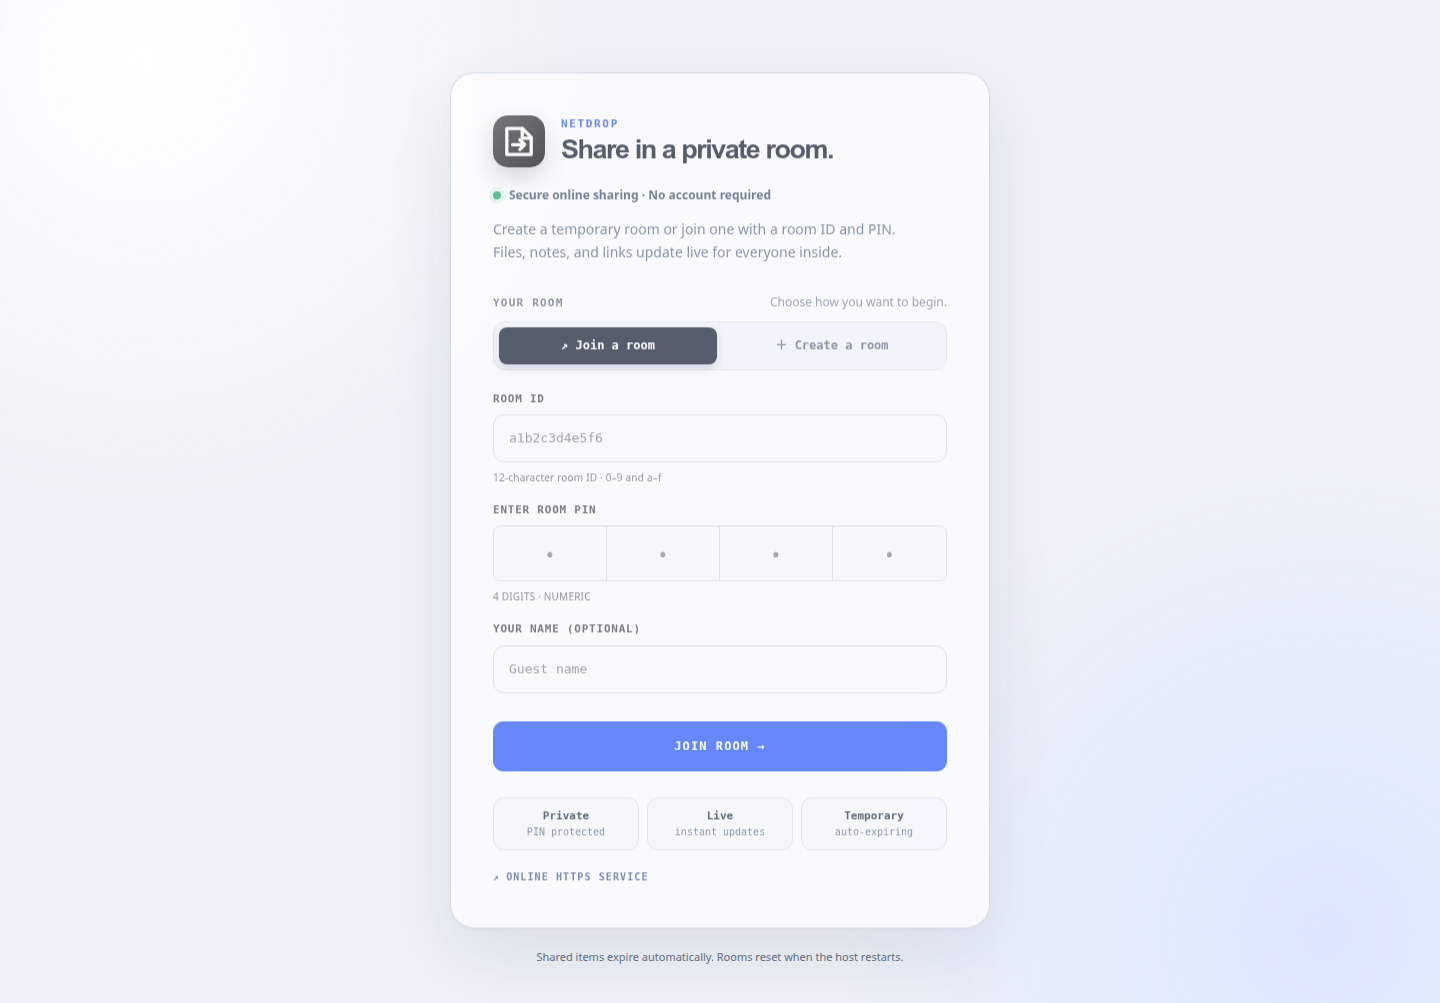 NETDROP
Share in a private room.
Secure online sharing · No account required
Create a temporary room or join one with a room ID and PIN.
Files, notes, and links update live for everyone inside.
YOUR ROOM
Choose how you want to begin.
↗ Join a room
+ Create a room
ROOM ID
a1b2c3d4e5f6
12-character room ID · 0–9 and a–f
ENTER ROOM PIN
• • • •
4 DIGITS · NUMERIC
YOUR NAME (OPTIONAL)
Guest name
JOIN ROOM →
Private
PIN protected
Live
instant updates
Temporary
auto-expiring
↗ ONLINE HTTPS SERVICE
Shared items expire automatically. Rooms reset when the host restarts.